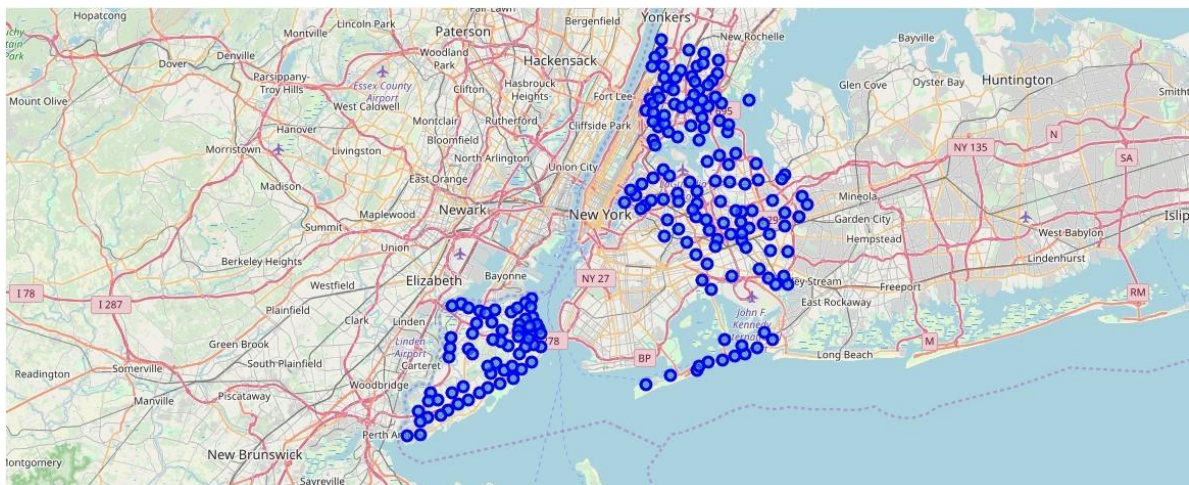 Hopatcong
Montville
Lincoln Park
Paterson
Fair Lawn
Bergenfield
Yonkers
New Rochelle
Bayville
Dover
Denville
Woodland Park
Hackensack
Glen Cove
Oyster Bay
Huntington
Parsippany-
Troy Hills
Essex County
Airport
Clifton
Hasbrouck
Heights
Fort Lee
Mount Olive
West Caldwell
Rutherford
Cliffside Park
Hanover
Montclair
Bloomfield
N
Morristown
Livingston
North Arlington
NY 135
SA
East Orange
Union City
Madison
Mineola
Maplewood
Newark
New York
Garden City
Islip
Summit
Hempstead
West Babylon
Union
Berkeley Heights
Lindenhurst
Elizabeth
Bayonne
NY 27
Freeport
I 78
I 287
Westfield
East Rockaway
RM
Green Brook
Clark
Linden
John F
Kennedy
Linden
Airport
78
Long Beach
M
BP
Somerville
South Plainfield
Carteret
Readington
Woodbridge
Manville
Piscataway
Perth Am
New Brunswick
Montgomery
Sayreville